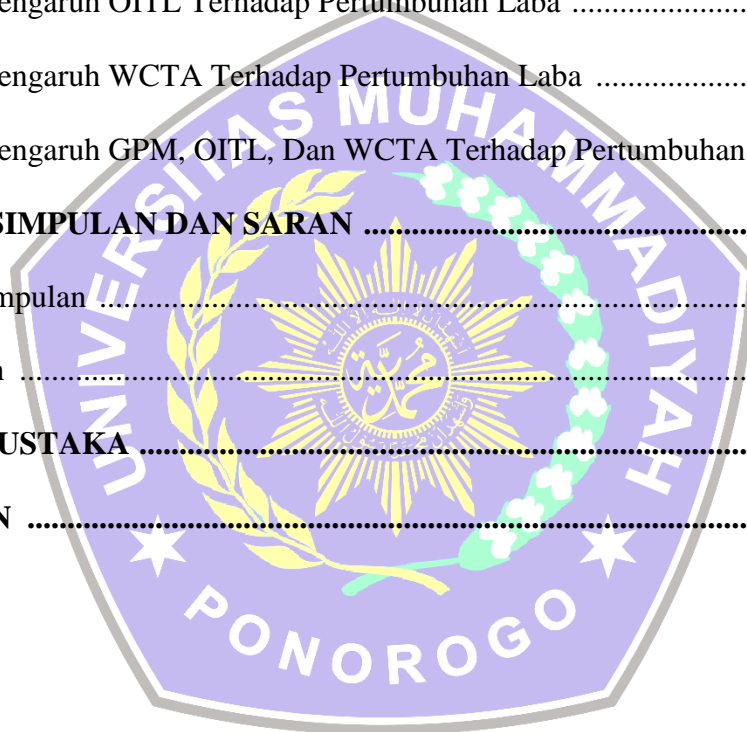 engaruh OITL Terhadap Pertumbuhan Laba ......................
engaruh WCTA Terhadap Pertumbuhan Laba ...................
engaruh GPM, OITL, Dan WCTA Terhadap Pertumbuhan
SIMPULAN DAN SARAN ................................................
mpulan ................................................................................
n ..........................................................................................
USTAKA ...........................................................................
N .........................................................................................
UNIVERSITAS MUHAMMADIYAH
PONOROGO
محمدية